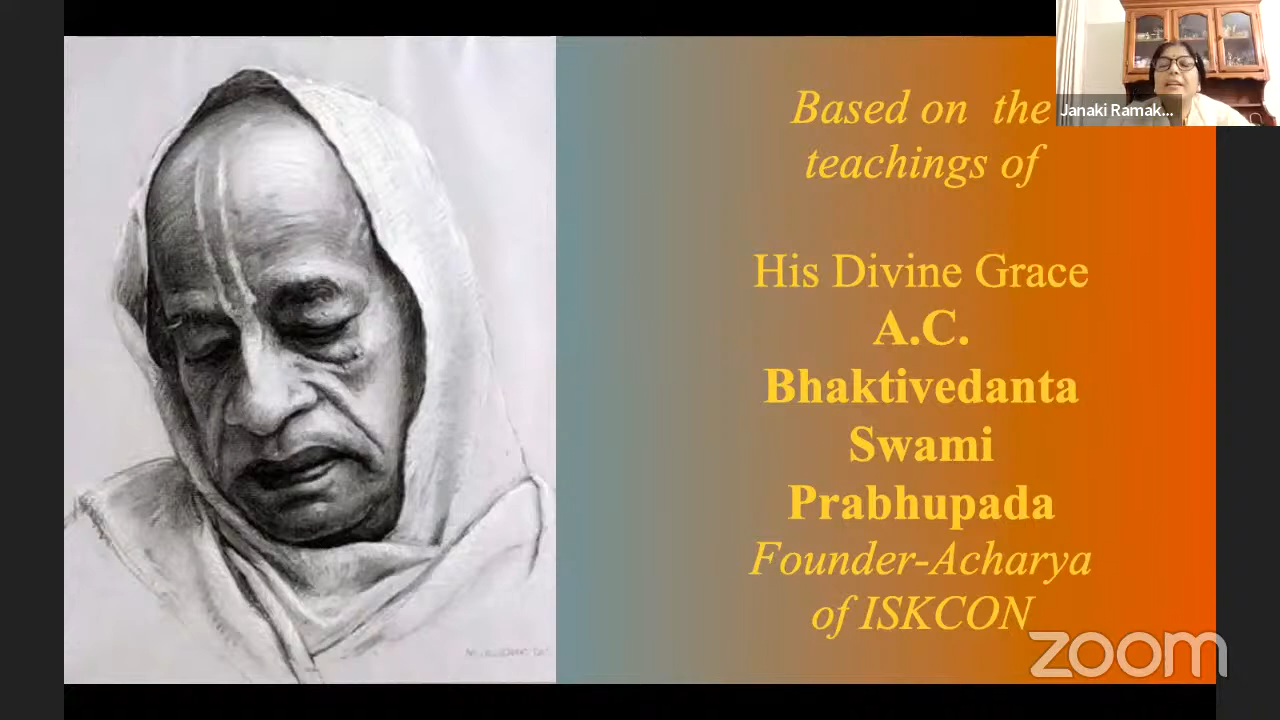 Based on the
teachings of
His Divine Grace
A.C.
Bhaktivedanta
Swami
Prabhupada
Founder-Acharya
of ISKCON
Janaki Ramak...
zoom